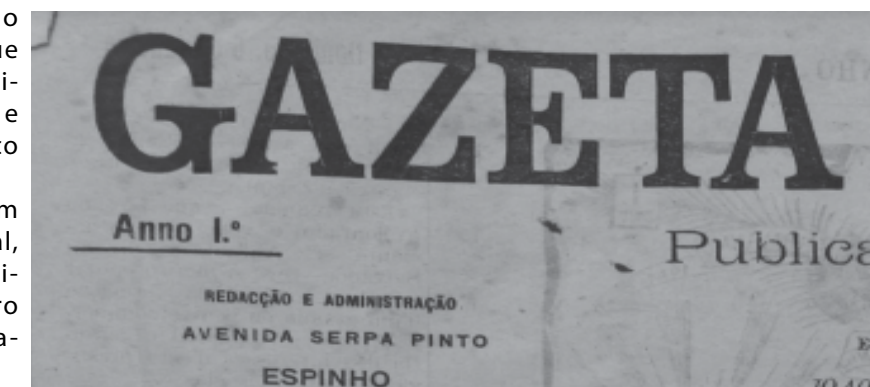 GAZETA
Anno I.º
Publica
REDACÇÃO E ADMINISTRAÇÃO
AVENIDA SERPA PINTO
ESPINHO